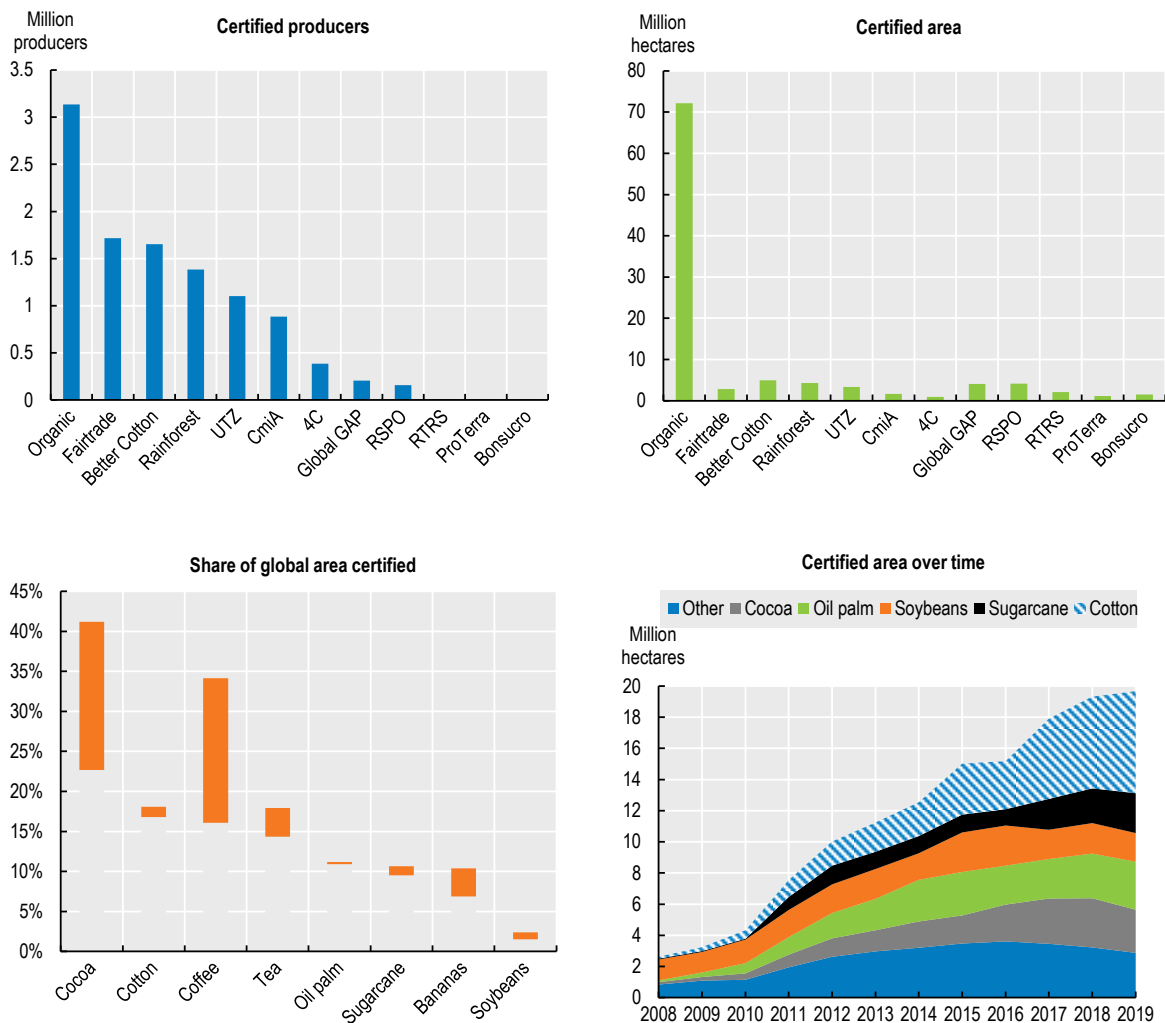 Certified producers
Million
producers
3.5
3
2.5
2
1.5
1
0.5
0
Organic
Fairtrade
Better Cotton
Rainforest
UTZ
CmiA
4C
Global GAP
RSPO
RTRS
ProTerra
Bonsucro
Certified area
Million
hectares
80
70
60
50
40
30
20
10
0
Organic
Fairtrade
Better Cotton
Rainforest
UTZ
CmiA
4C
Global GAP
RSPO
RTRS
ProTerra
Bonsucro
Share of global area certified
45%
40%
35%
30%
25%
20%
15%
10%
5%
0%
Cocoa
Cotton
Coffee
Tea
Oil palm
Sugarcane
Bananas
Soybeans
Certified area over time
Other Cocoa Oil palm Soybeans Sugarcane Cotton
Million
hectares
20
18
16
14
12
10
8
6
4
2
0
2008 2009 2010 2011 2012 2013 2014 2015 2016 2017 2018 2019